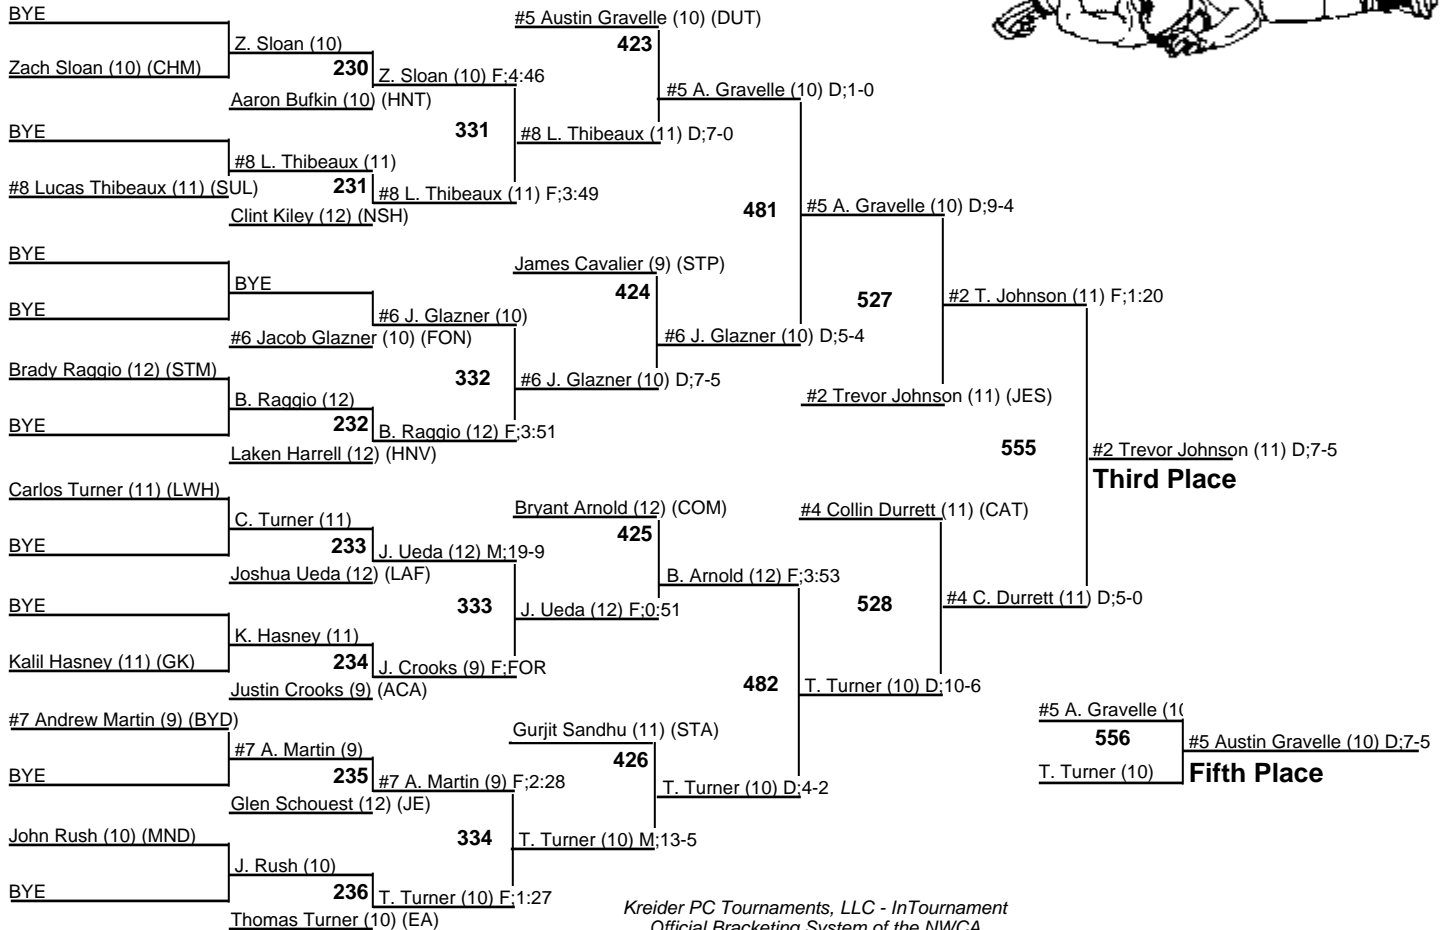 BYE
#5 Austin Gravelle (10) (DUT)
423
Z. Sloan (10)
230
Zach Sloan (10) (CHM)
Z. Sloan (10) F;4:46
#5 A. Gravelle (10) D;1-0
Aaron Bufkin (10) (HNT)
BYE
331
#8 L. Thibeaux (11) D;7-0
#8 L. Thibeaux (11)
231
#8 Lucas Thibeaux (11) (SUL)
#8 L. Thibeaux (11) F;3:49
481
#5 A. Gravelle (10) D;9-4
Clint Kiley (12) (NSH)
BYE
James Cavalier (9) (STP)
BYE
424
527
#2 T. Johnson (11) F;1:20
BYE
#6 J. Glazner (10)
#6 Jacob Glazner (10) (FON)
#6 J. Glazner (10) D;5-4
Brady Raggio (12) (STM)
332
#6 J. Glazner (10) D;7-5
#2 Trevor Johnson (11) (JES)
B. Raggio (12)
232
BYE
B. Raggio (12) F;3:51
Laken Harrell (12) (HNV)
555
#2 Trevor Johnson (11) D;7-5
Third Place
Carlos Turner (11) (LWH)
Bryant Arnold (12) (COM)
#4 Collin Durrett (11) (CAT)
C. Turner (11)
425
233
BYE
J. Ueda (12) M;19-9
Joshua Ueda (12) (LAF)
B. Arnold (12) F;3:53
BYE
333
J. Ueda (12) F;0:51
528
#4 C. Durrett (11) D;5-0
K. Hasney (11)
234
Kalil Hasney (11) (GK)
J. Crooks (9) F;FOR
Justin Crooks (9) (ACA)
482
T. Turner (10) D;10-6
#7 Andrew Martin (9) (BYD)
Gurjit Sandhu (11) (STA)
#5 A. Gravelle (10
556
#5 Austin Gravelle (10) D;7-5
#7 A. Martin (9)
426
235
BYE
#7 A. Martin (9) F;2:28
T. Turner (10)
Fifth Place
T. Turner (10) D;4-2
Glen Schouest (12) (JE)
John Rush (10) (MND)
334
T. Turner (10) M;13-5
J. Rush (10)
236
BYE
T. Turner (10) F;1:27
Thomas Turner (10) (EA)
Kreider PC Tournaments, LLC - InTournament
Official Bracketing System of the NWCA